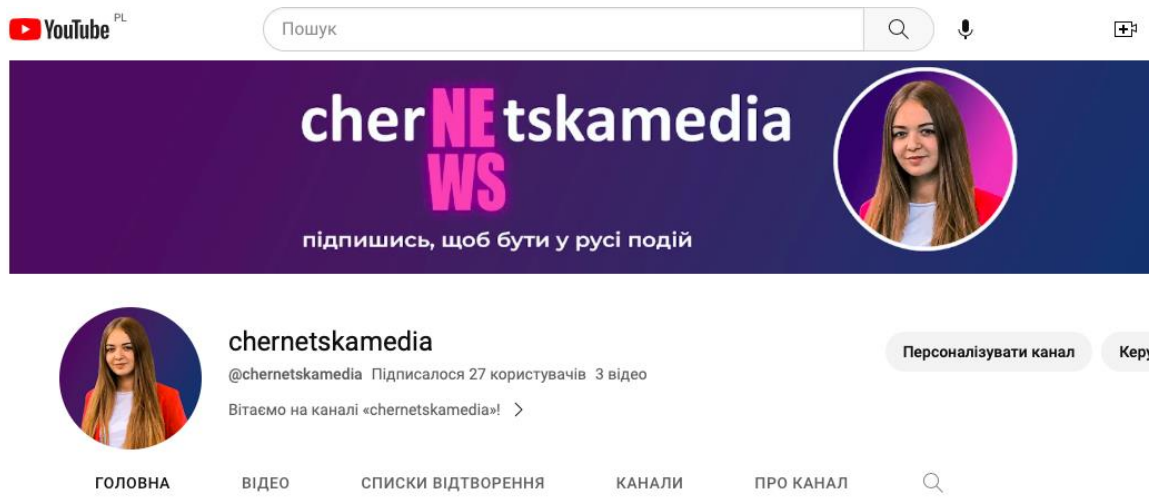 YouTube PL
Пошук
cherNEtskamedia
WS
підпишись, щоб бути у русі подій
chernetskamedia
Персоналізувати канал Керу
@chernetskamedia Підписалося 27 користувачів 3 відео
Вітаємо на каналі «chernetskamedia»!
ГОЛОВНА ВІДЕО СПИСКИ ВІДТВОРЕННЯ КАНАЛИ ПРО КАНАЛ